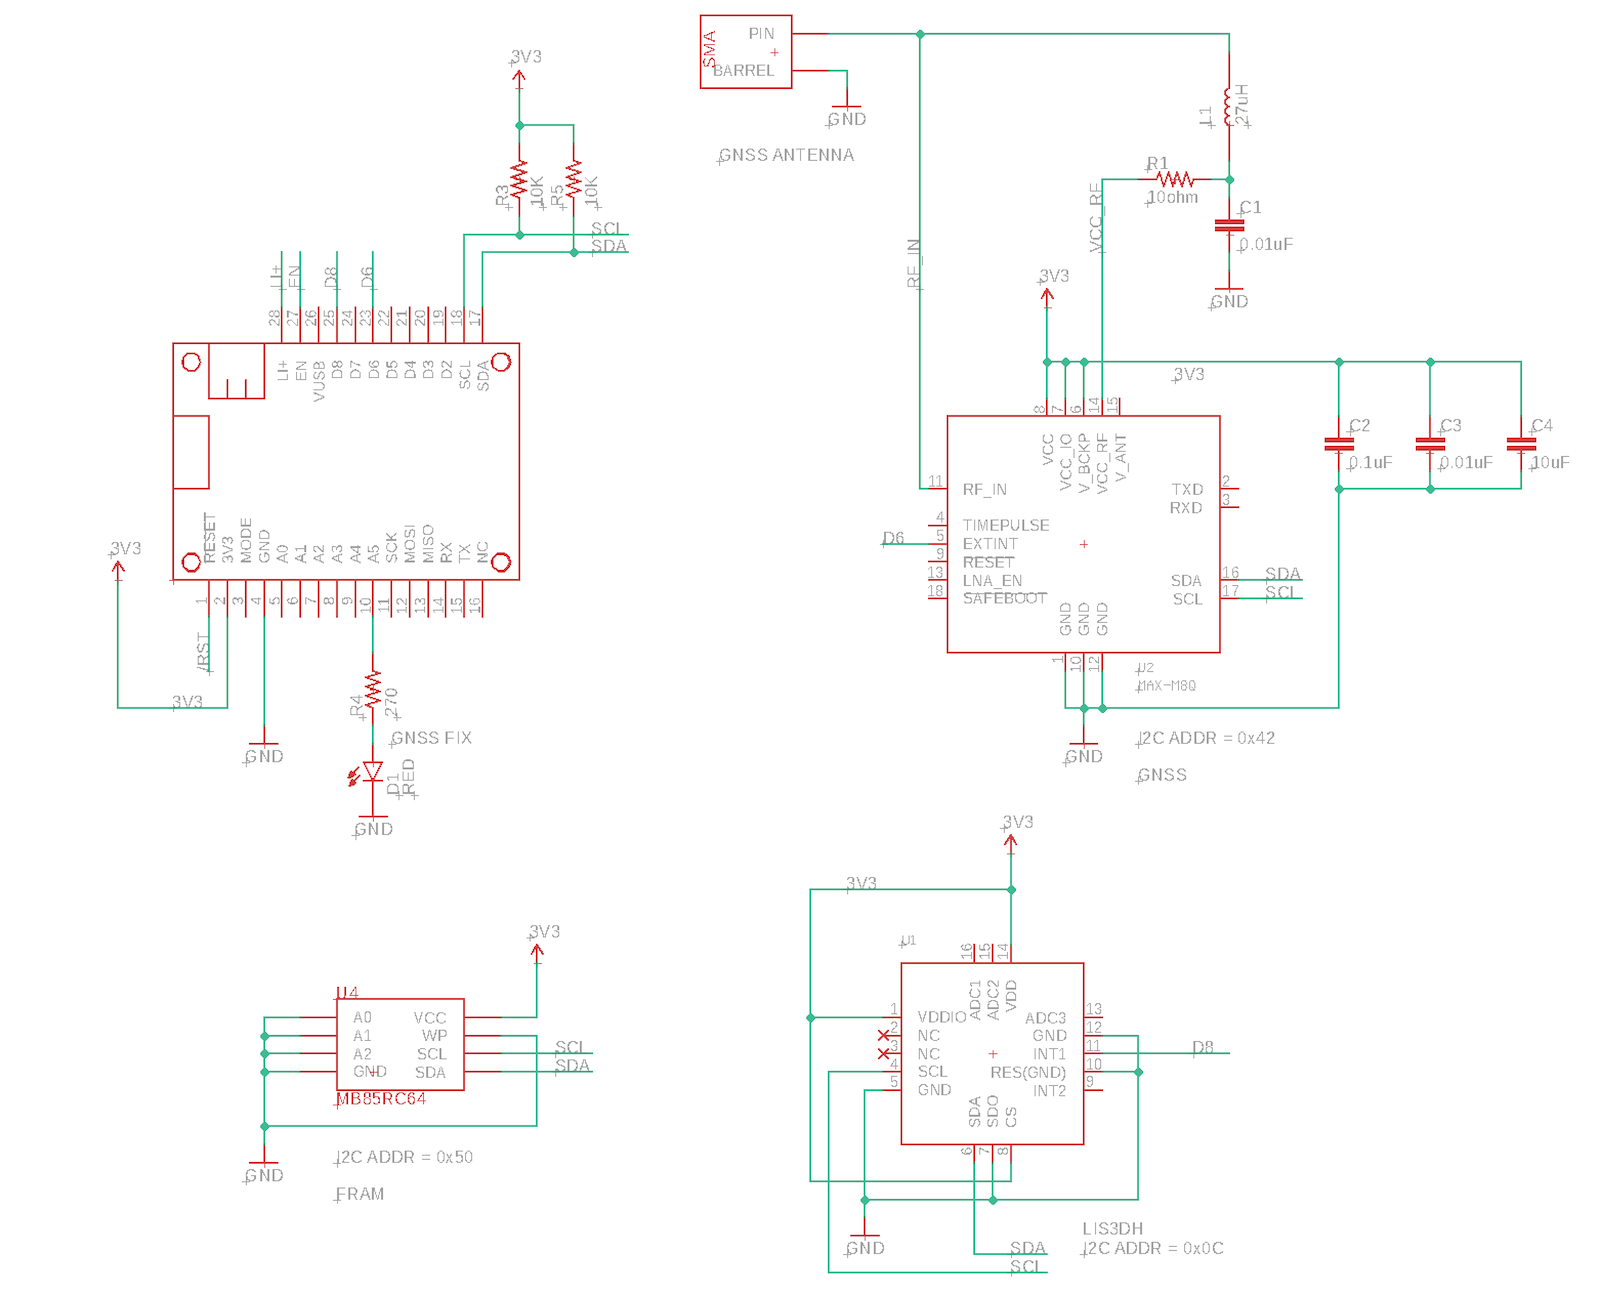 3V3
R3
10K
R5
10K
SCL
SDA
LI+
EN
D8
D6
28
27
26
25
24
23
22
21
20
19
18
17
LI+
EN
VUSB
D8
D7
D6
D5
D4
D3
D2
SCL
SDA
RESET
3V3
MODE
GND
A0
A1
A2
A3
A4
A5
SCK
MOSI
MISO
RX
TX
NC
1
2
3
4
5
6
7
8
9
10
11
12
13
14
15
16
3V3
/RST
3V3
GND
R4
270
GNSS FIX
D1
RED
GND
SMA
PIN
BARREL
GND
GNSS ANTENNA
L1
27uH
R1
10ohm
C1
0.01uF
GND
VCC_RF
RF_IN
3V3
3V3
8
7
6
14
15
VCC
VCC_IO
V_BCKP
VCC_RF
V_ANT
11
RF_IN
4
TIMEPULSE
D6
5
EXTINT
9
RESET
13
LNA_EN
18
SAFEBOOT
TXD
2
RXD
3
SDA
16
SDA
SCL
17
SCL
GND
GND
GND
1
10
12
U2
MAX-M8Q
C2
0.1uF
C3
0.01uF
C4
10uF
GND
I2C ADDR = 0x42
GNSS
3V3
U4
A0
A1
A2
GND
VCC
WP
SCL
SDA
SCL
SDA
MB85RC64
GND
I2C ADDR = 0x50
FRAM
3V3
3V3
U1
16
15
14
ADC1
ADC2
VDD
1
VDDIO
2
NC
3
NC
4
SCL
5
GND
ADC3
13
GND
12
INT1
11
D8
RES(GND)
10
INT2
9
SDA
SDO
CS
6
7
8
GND
LIS3DH
I2C ADDR = 0x0C
SDA
SCL